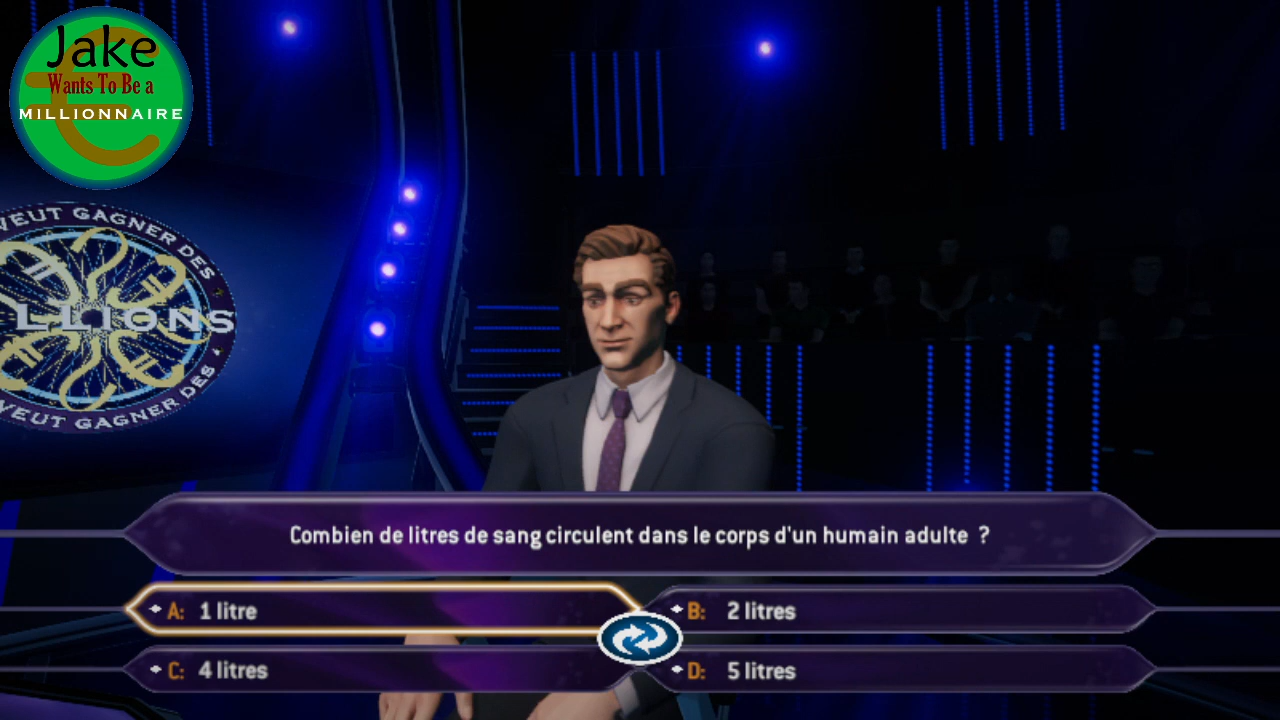 Jake
Wants To Be a
MILLIONNAIRE
VEUT GAGNER DES
LLIONS
VEUT GAGNER DES
Combien de litres de sang circulent dans le corps d'un humain adulte ?
A: 1 litre
B: 2 litres
C: 4 litres
D: 5 litres